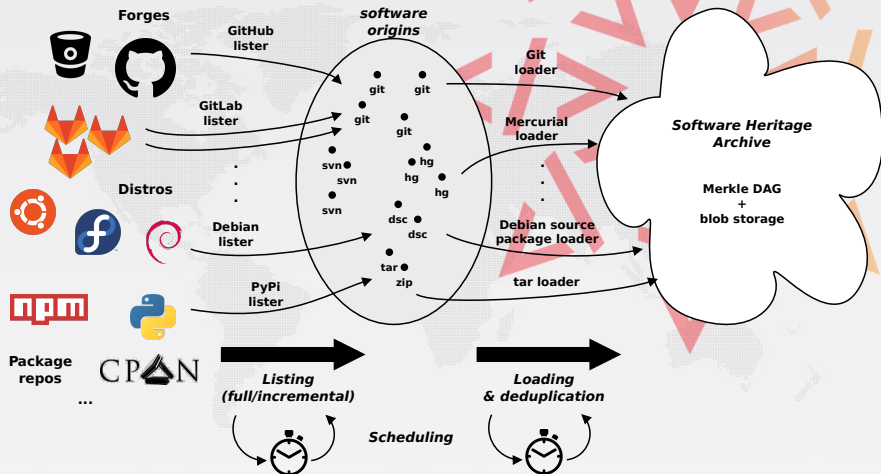 Forges
GitHub
lister
GitLab
lister
.
.
.
Distros
Debian
lister
PyPi
lister
npm
Package
repos
CPAN
...
software
origins
git
git
git
git
svn
svn
svn
hg
hg
hg
dsc
dsc
tar
zip
Git
loader
Mercurial
loader
.
.
.
Debian source
package loader
tar loader
Software Heritage
Archive
Merkle DAG
+
blob storage
Listing
(full/incremental)
Loading
& deduplication
Scheduling